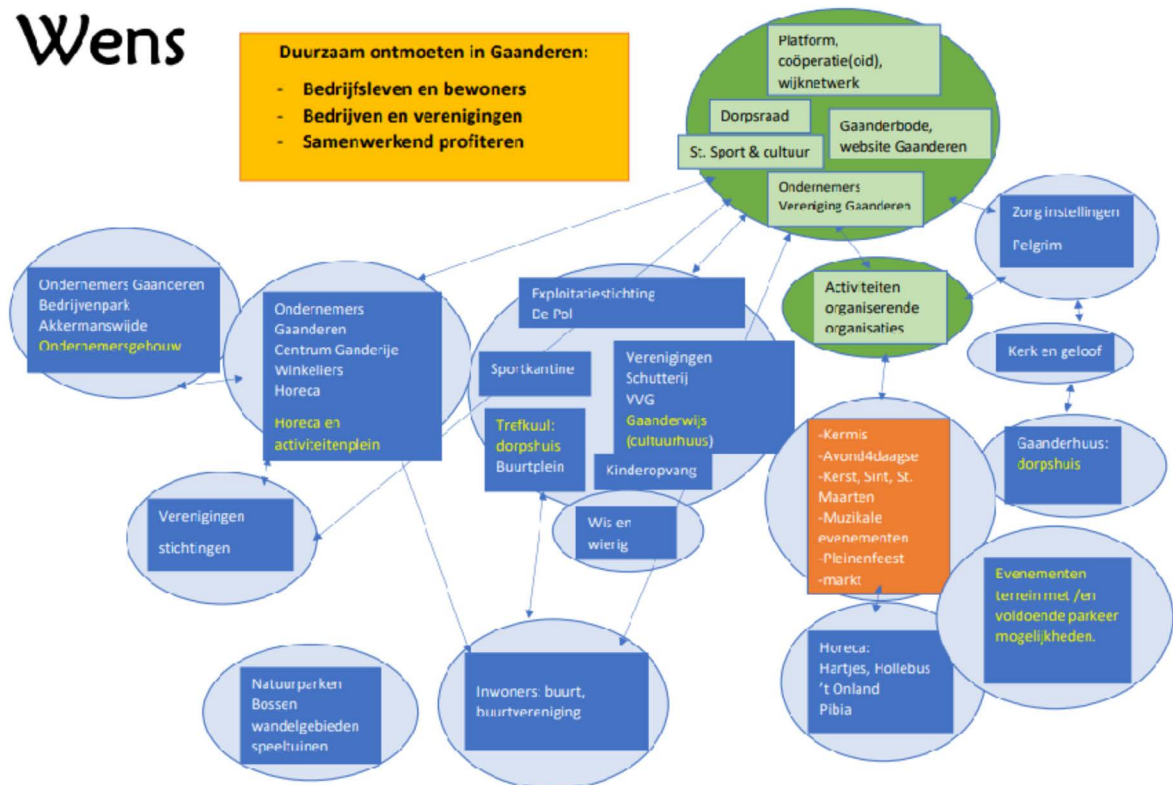 Wens
Duurzaam ontmoeten in Gaanderen:
- Bedrijfsleven en bewoners
- Bedrijven en verenigingen
- Samenwerkend profiteren
Platform,
coöperatie(oid),
wijknetwerk
Dorpsraad
Gaanderbode,
website Gaanderen
St. Sport & cultuur
Ondernemers
Vereniging Gaanderen
Zorg instellingen
Pelgrim
Ondernemers Gaanderen
Bedrijvenpark
Akkermanswijde
Ondernemersgebouw
Ondernemers
Gaanderen
Centrum Ganderije
Winkeliers
Horeca
Horeca en
activiteitenplein
Exploitatiestichting
De Pol
Sportkantine
Verenigingen
Schutterij
VVG
Gaanderwijs
(cultuurhuus)
Trefkuul:
dorpshuis
Buurtplein
Kinderopvang
Wis en
wierig
Activiteiten
organiserende
organisaties
Kerk en geloof
Gaanderhuus:
dorpshuis
-Kermis
-Avond4daagse
-Kerst, Sint, St.
Maarten
-Muzikale
evenementen
-Pleinenfeest
-markt
Verenigingen
stichtingen
Evenementen
terrein met /en
voldoende parkeer
mogelijkheden.
Horeca:
Hartjes, Hollebus
't Onland
Pibia
Natuurparken
Bossen
wandelgebieden
speeltuinen
Inwoners: buurt,
buurtvereniging